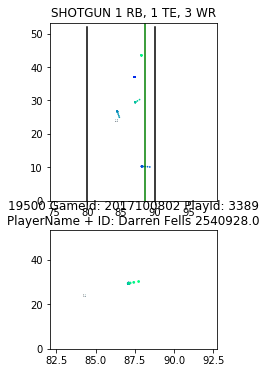 SHOTGUN 1 RB, 1 TE, 3 WR
50
40
30
20
10
0
75 80 85 90 95
19500 GameId: 2017100802 PlayId: 3389
PlayerName + ID: Darren Fells 2540928.0
40
20
0
82.5 85.0 87.5 90.0 92.5